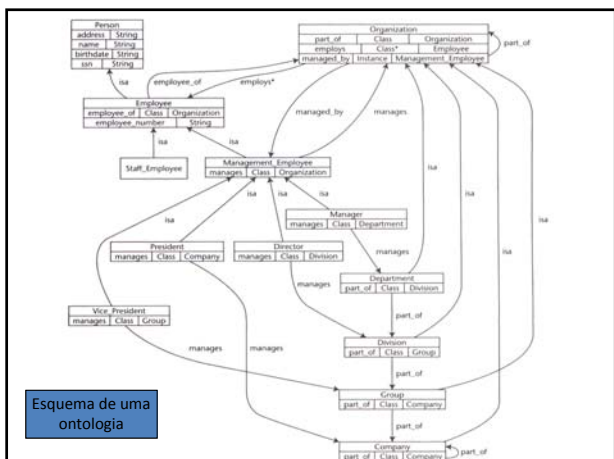 Person
address String
name String
birthdate String
ssn String
Organization
part_of Class Organization
employs Class* Employee
managed_by Instance Management_Employee
part_of
isa
employee_of
employs*
Employee
employee_of Class Organization
employee_number String
managed_by
manages
isa
isa
Staff_Employee
Management_Employee
manages Class Organization
isa
isa
isa
isa
isa
isa
isa
Manager
manages Class Department
President
manages Class Company
Director
manages Class Division
manages
Department
part_of Class Division
manages
Vice_President
manages Class Group
part_of
manages
manages
Division
part_of Class Group
part_of
Esquema de uma
ontologia
Group
part_of Class Company
part_of
Company
part_of Class Company
part_of